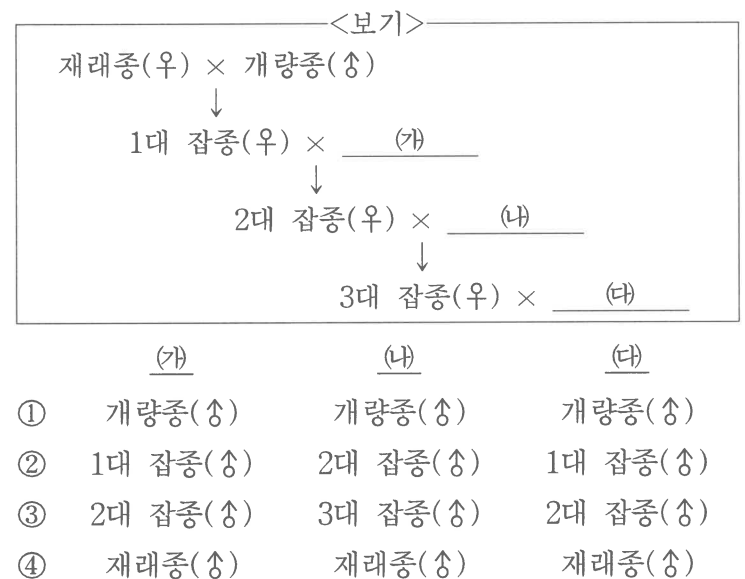 <보기>
재래종(♀) × 개량종(♂)
↓
1대 잡종(♀) × ㈎
↓
2대 잡종(♀) × ㈏
↓
3대 잡종(♀) × ㈐
㈎ ㈏ ㈐
① 개량종(♂) 개량종(♂) 개량종(♂)
② 1대 잡종(♂) 2대 잡종(♂) 1대 잡종(♂)
③ 2대 잡종(♂) 3대 잡종(♂) 2대 잡종(♂)
④ 재래종(♂) 재래종(♂) 재래종(♂)